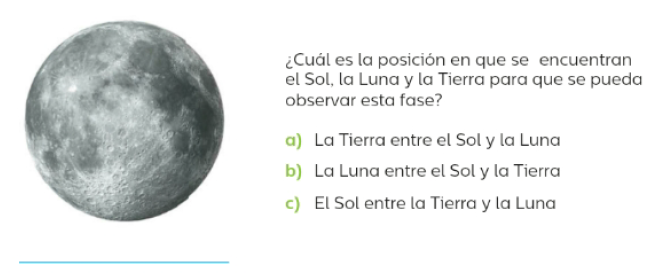 ¿Cuál es la posición en que se encuentran
el Sol, la Luna y la Tierra para que se pueda
observar esta fase?
a) La Tierra entre el Sol y la Luna
b) La Luna entre el Sol y la Tierra
c) El Sol entre la Tierra y la Luna